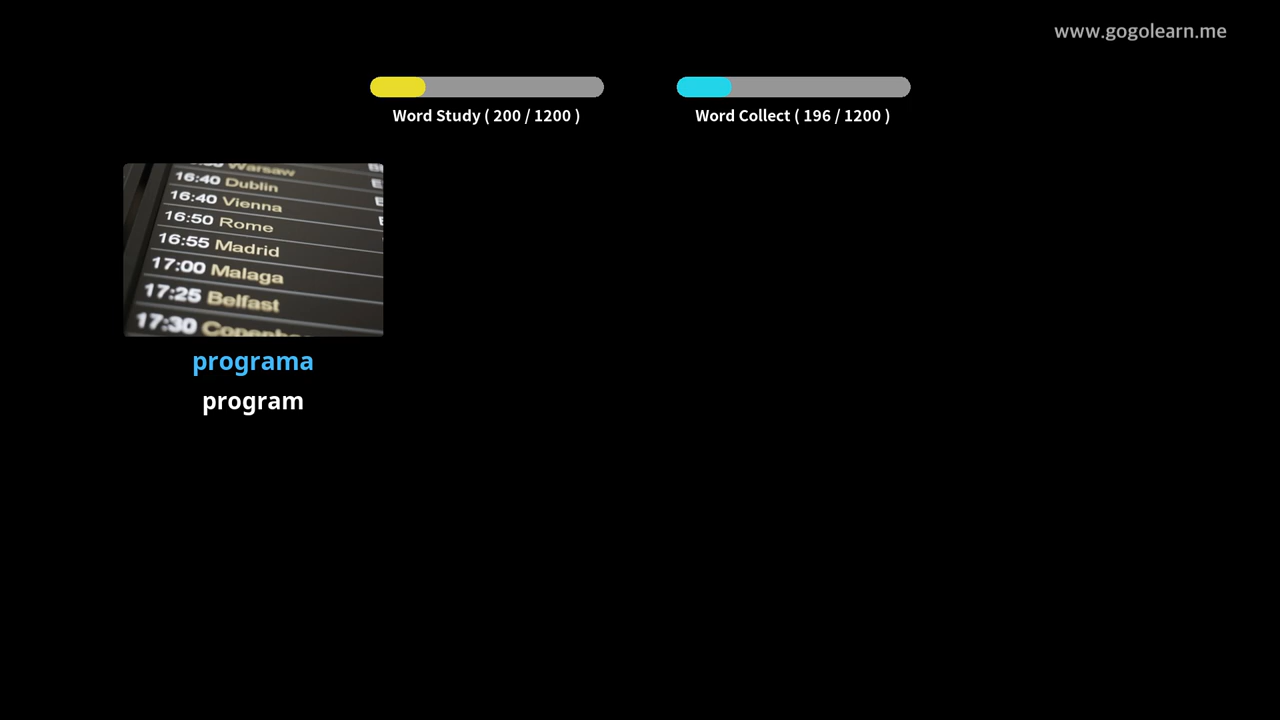 www.gogolearn.me
Word Study ( 200 / 1200 )
Word Collect ( 196 / 1200 )
Warsaw
16:40 Dublin
16:40 Vienna
16:50 Rome
16:55 Madrid
17:00 Malaga
17:25 Belfast
17:30
programa
program